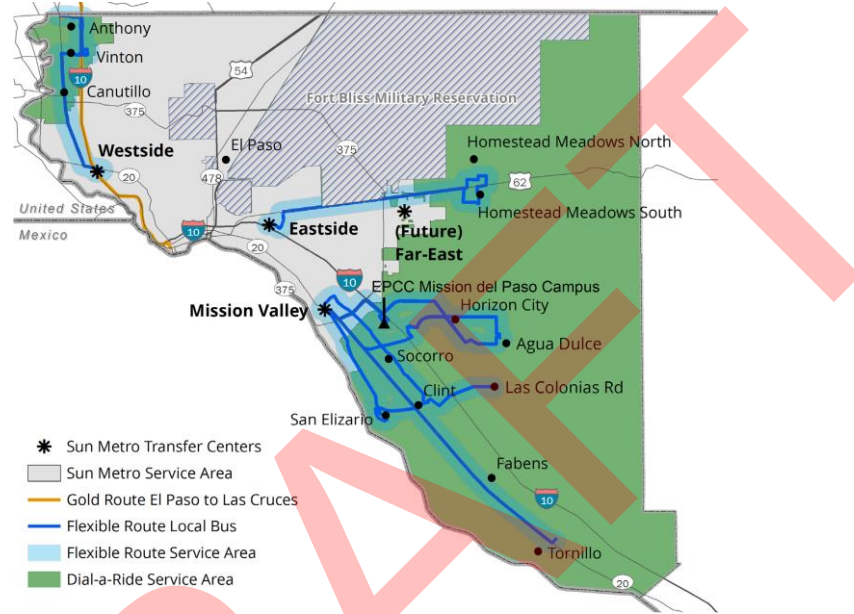 Anthony
Vinton
10
Canutillo
54
375
Fort Bliss Military Reservation
Westside
20
El Paso
478
375
Homestead Meadows North
62
Homestead Meadows South
United States
Mexico
10
Eastside
(Future)
Far-East
10
20
375
10
EPCC Mission del Paso Campus
Mission Valley
Horizon City
Agua Dulce
Socorro
Las Colonias Rd
Clint
San Elizario
Fabens
10
Tornillo
20
Sun Metro Transfer Centers
Sun Metro Service Area
Gold Route El Paso to Las Cruces
Flexible Route Local Bus
Flexible Route Service Area
Dial-a-Ride Service Area
DRAFT